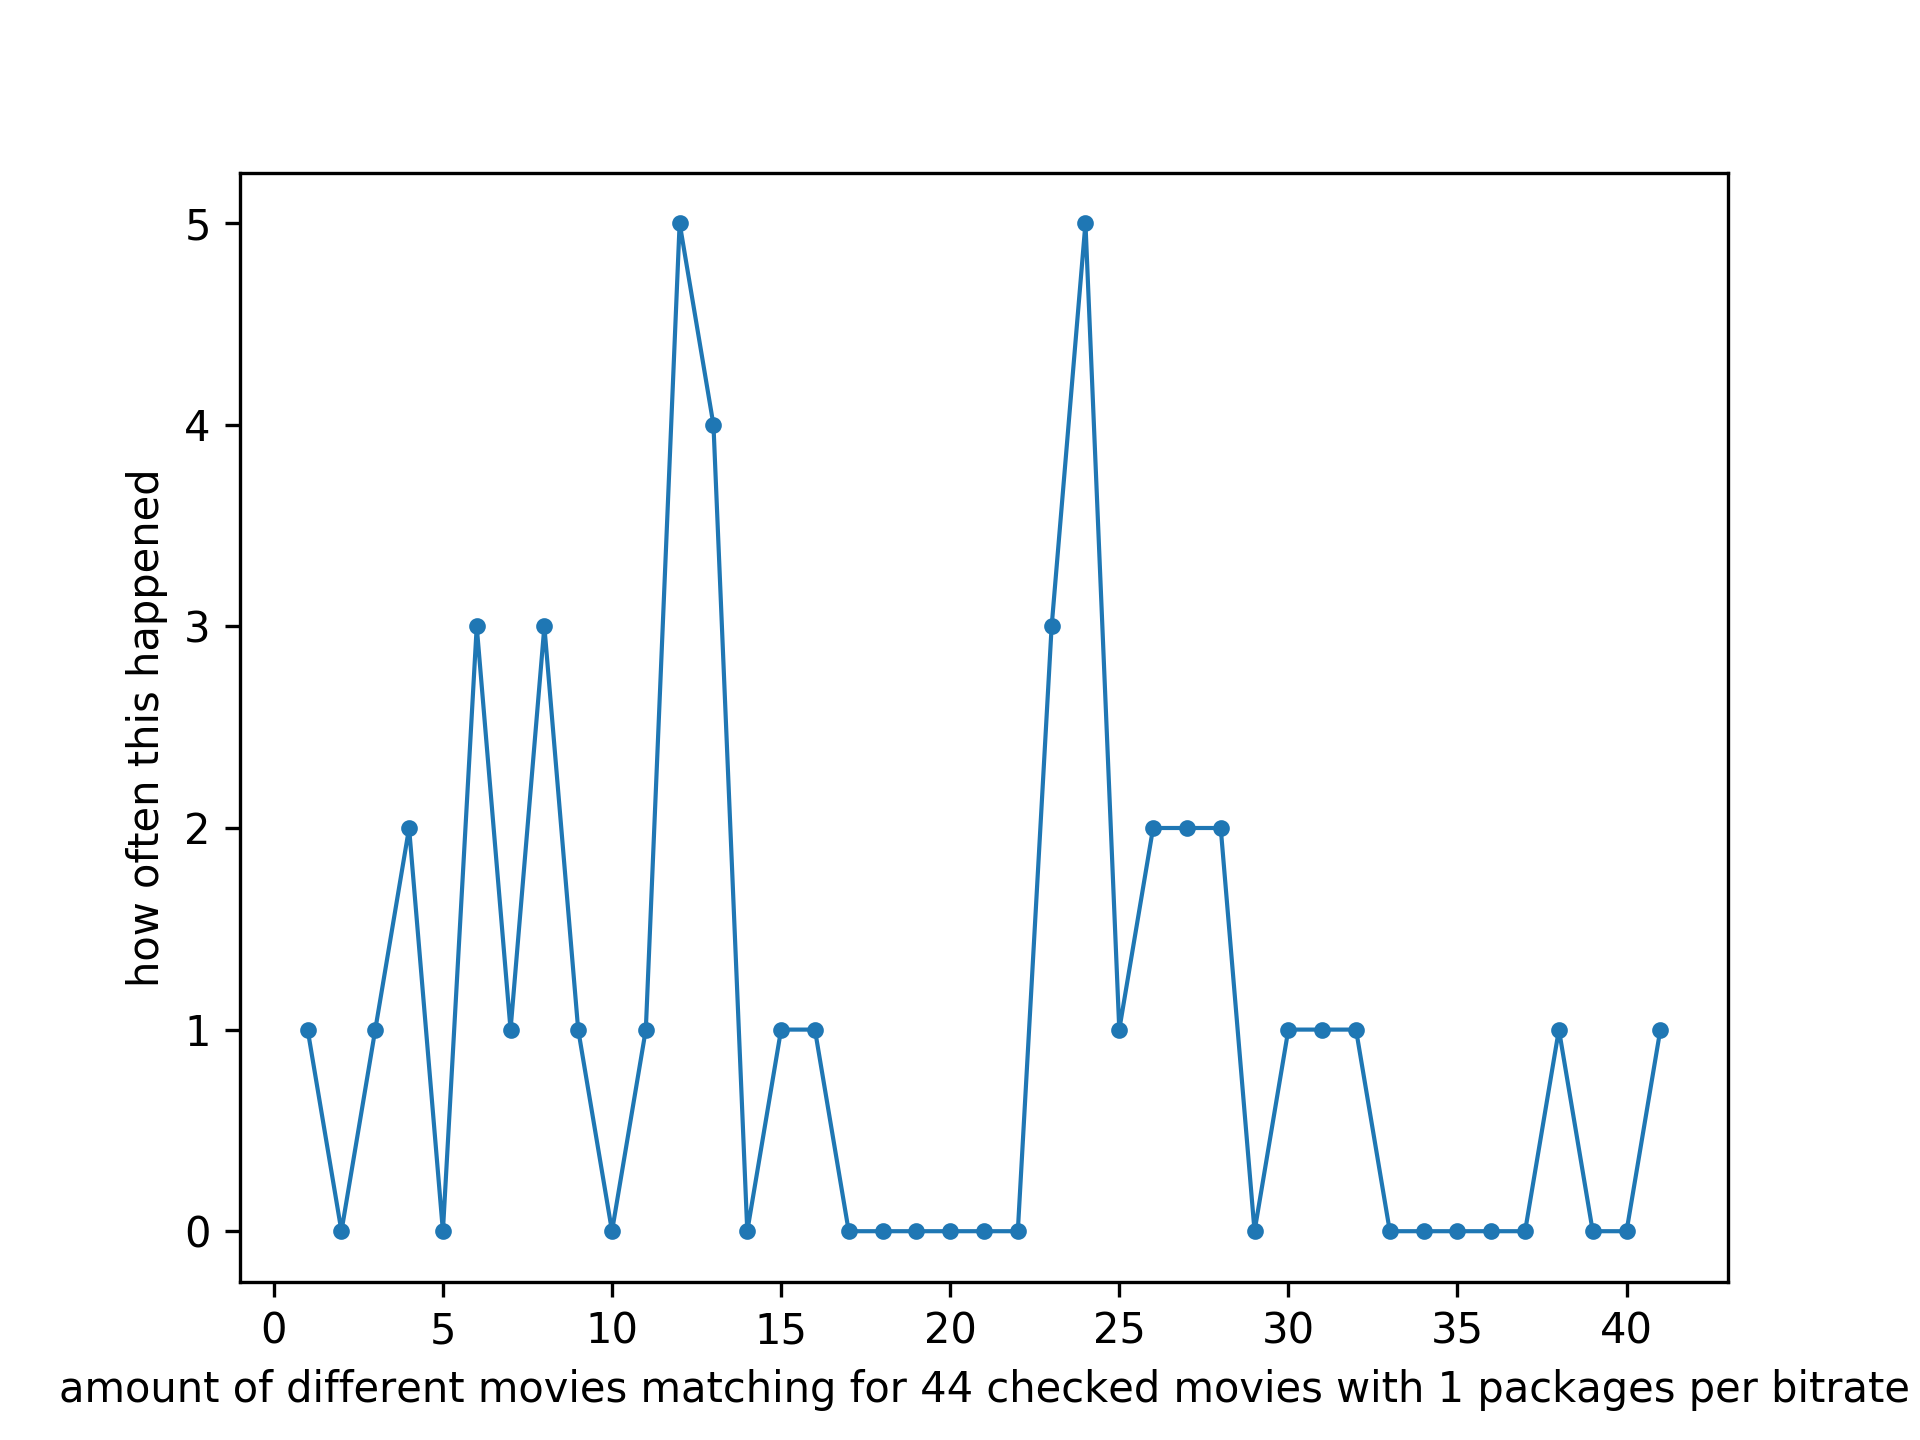 how often this happened
5
4
3
2
1
0
0 5 10 15 20 25 30 35 40
amount of different movies matching for 44 checked movies with 1 packages per bitrate